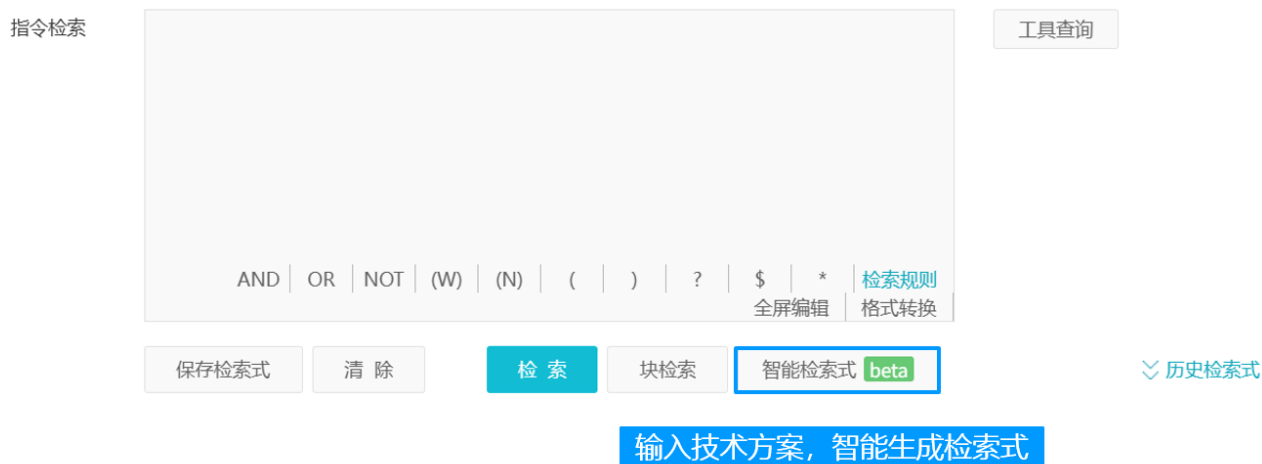 指令检索
工具查询
AND OR NOT (W) (N) ( ) ? $ * 检索规则
全屏编辑 格式转换
保存检索式 清 除 检 索 块检索 智能检索式 beta 历史检索式
输入技术方案，智能生成检索式